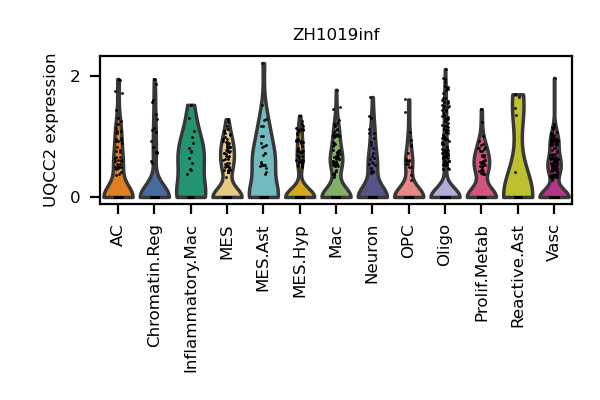 ZH1019inf
UQCC2 expression
2
0
AC
Chromatin.Reg
Inflammatory.Mac
MES
MES.Ast
MES.Hyp
Mac
Neuron
OPC
Oligo
Prolif.Metab
Reactive.Ast
Vasc